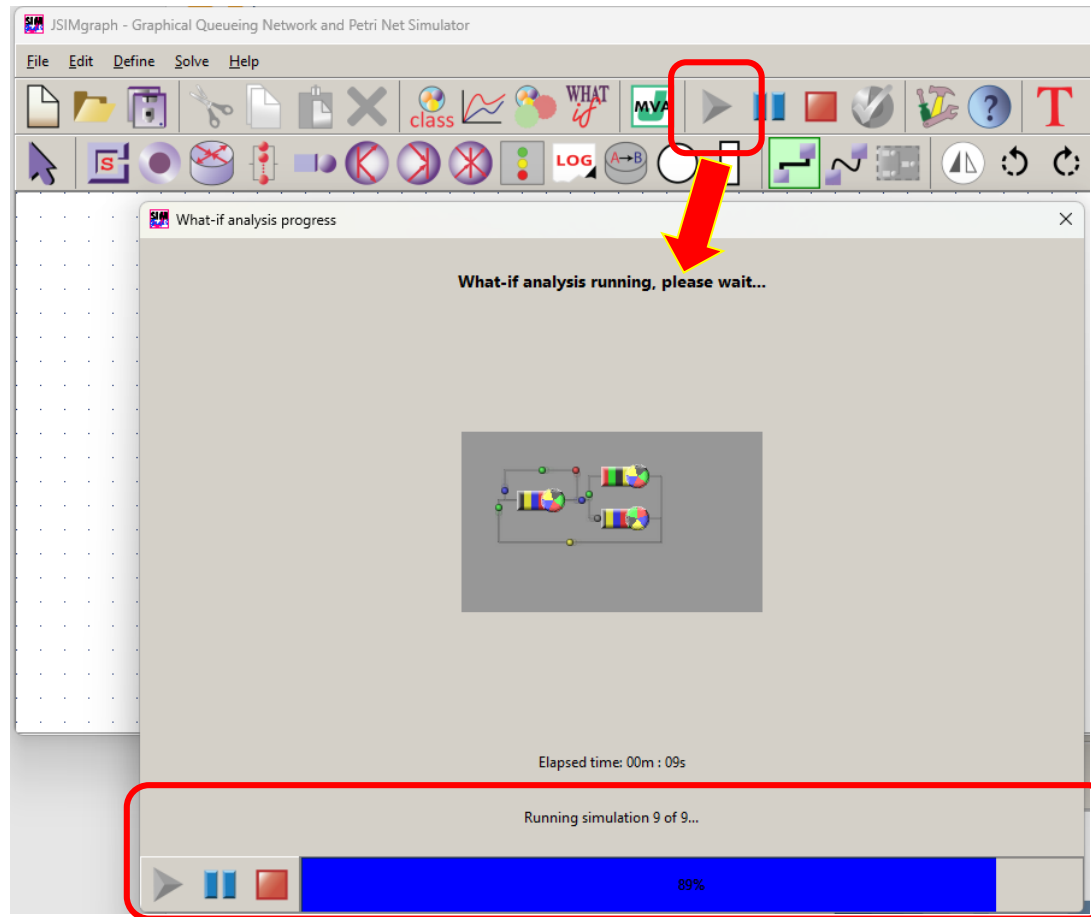 JSIMgraph - Graphical Queueing Network and Petri Net Simulator
File Edit Define Solve Help
class
WHAT
if
MVA
?
T
S
LOG
A→B
What-if analysis progress
What-if analysis running, please wait...
Elapsed time: 00m : 09s
Running simulation 9 of 9...
89%